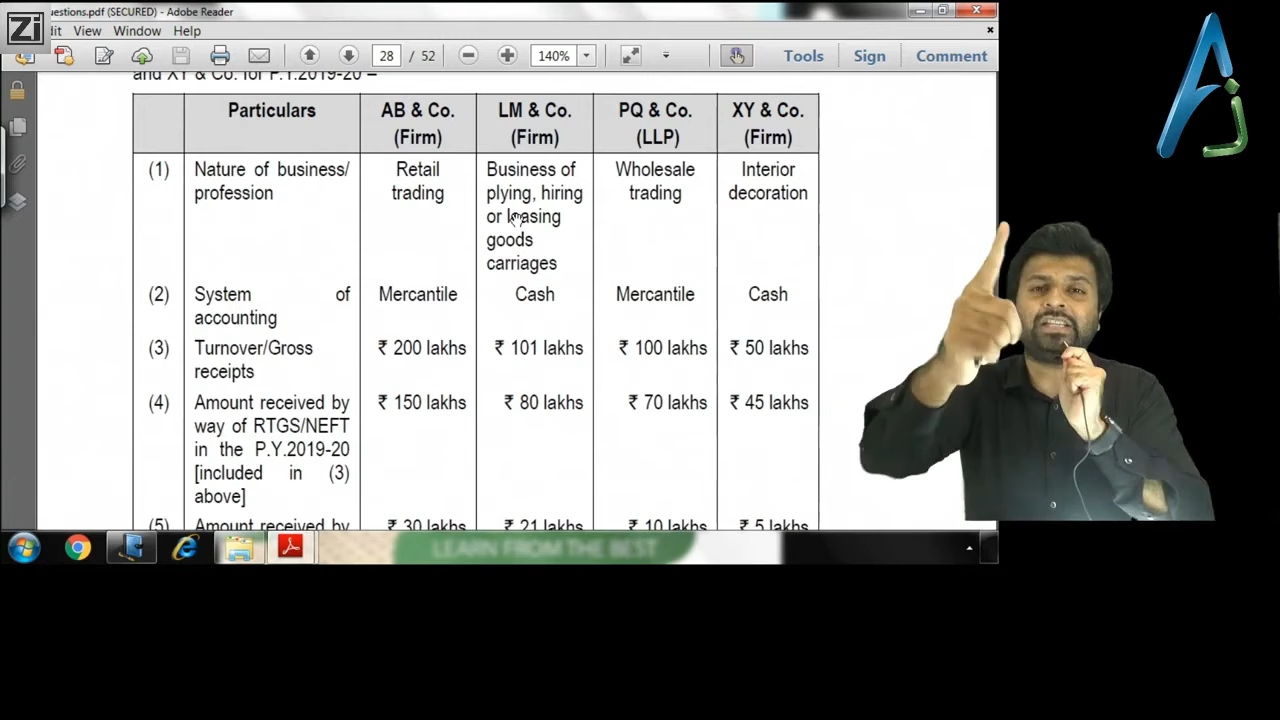 uestions.pdf (SECURED) - Adobe Reader
Zi
dit View Window Help
28 / 52 140% Tools Sign Comment
and XY & Co. for P.Y.2019-20 –
Particulars AB & Co. (Firm) LM & Co. (Firm) PQ & Co. (LLP) XY & Co. (Firm)
(1) Nature of business/ profession Retail trading Business of plying, hiring or leasing goods carriages Wholesale trading Interior decoration
(2) System of accounting Mercantile Cash Mercantile Cash
(3) Turnover/Gross receipts ₹ 200 lakhs ₹ 101 lakhs ₹ 100 lakhs ₹ 50 lakhs
(4) Amount received by way of RTGS/NEFT in the P.Y.2019-20 [included in (3) above] ₹ 150 lakhs ₹ 80 lakhs ₹ 70 lakhs ₹ 45 lakhs
(5) Amount received by ₹ 30 lakhs ₹ 21 lakhs ₹ 10 lakhs ₹ 5 lakhs
LEARN FROM THE BEST